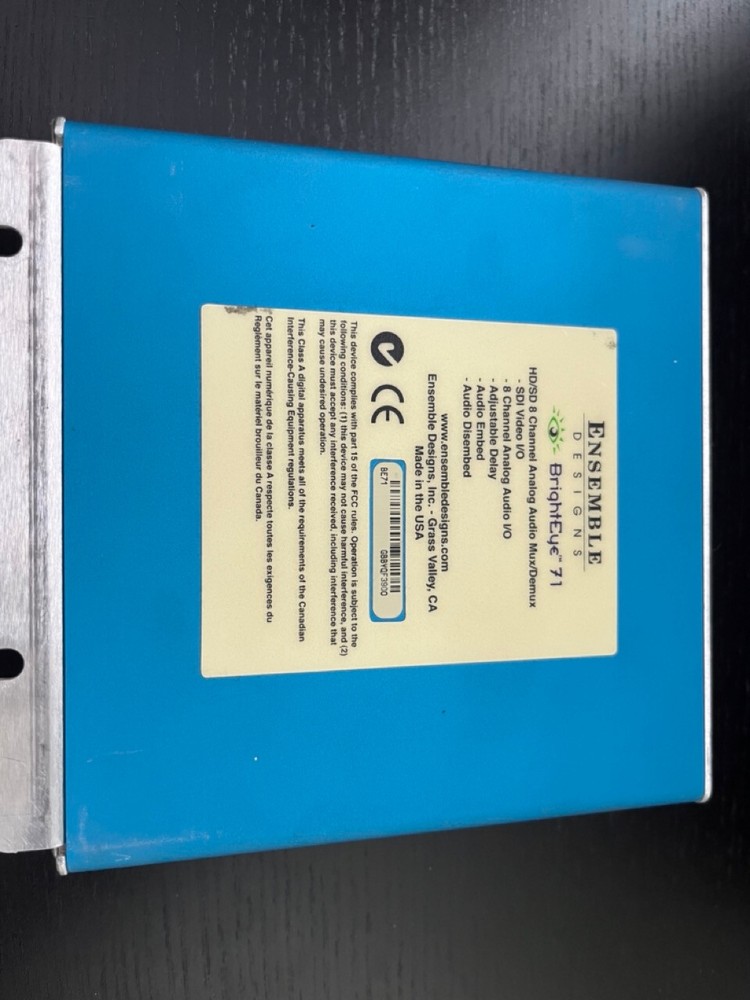 ENSEMBLE
DESIGNS
BrightEye™ 71
HD/SD 8 Channel Analog Audio Mux/Demux
- SDI Video I/O
- 8 Channel Analog Audio I/O
- Adjustable Delay
- Audio Embed
- Audio Disembed
www.ensembledesigns.com
Ensemble Designs, Inc. - Grass Valley, CA
Made in the USA
CE
BE71
This device complies with part 15 of the FCC rules. Operation is subject to the
following conditions: (1) this device may not cause harmful interference, and (2)
this device must accept any interference received, including interference that
may cause undesired operation.
This Class A digital apparatus meets all of the requirements of the Canadian
Interference-Causing Equipment regulations.
Cet appareil numérique de la classe A respecte toutes les exigences du
Reglément sur le matériel brouilleur du Canada.